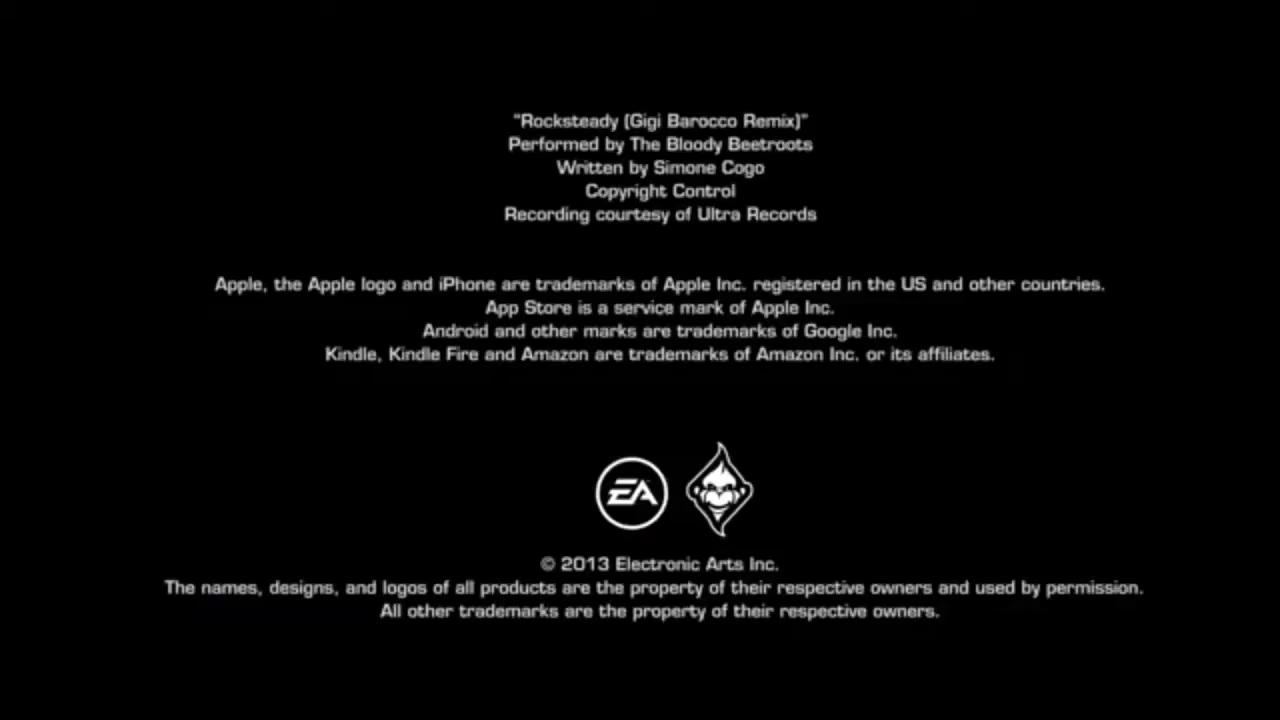 "Rocksteady (Gigi Barocco Remix)"
Performed by The Bloody Beetroots
Written by Simone Cogo
Copyright Control
Recording courtesy of Ultra Records
Apple, the Apple logo and iPhone are trademarks of Apple Inc. registered in the US and other countries.
App Store is a service mark of Apple Inc.
Android and other marks are trademarks of Google Inc.
Kindle, Kindle Fire and Amazon are trademarks of Amazon Inc. or its affiliates.
EA
© 2013 Electronic Arts Inc.
The names, designs, and logos of all products are the property of their respective owners and used by permission.
All other trademarks are the property of their respective owners.